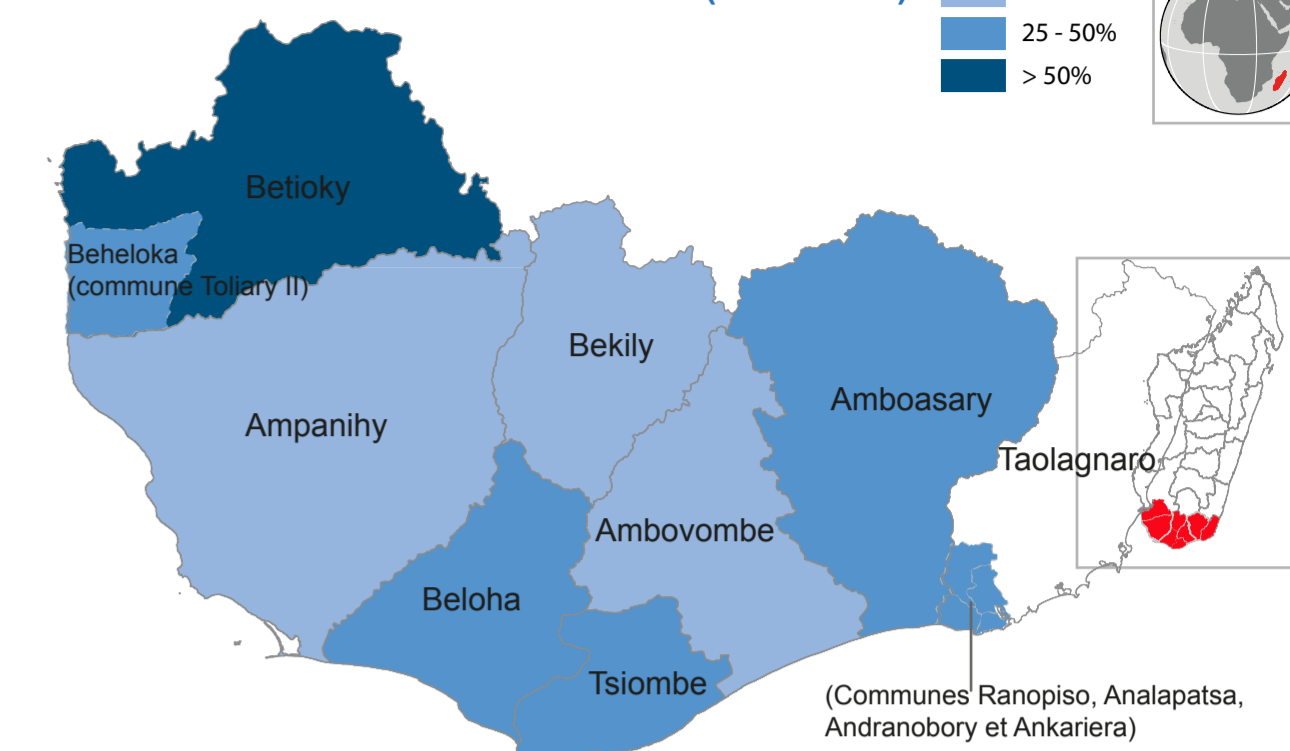 25 - 50%
> 50%
Betioky
Beheloka
(commune Toliary II)
Bekily
Amboasary
Ampanihy
Taolagnaro
Ambovombe
Beloha
Tsiombe
(Communes Ranopiso, Analapatsa,
Andranobory et Ankariera)